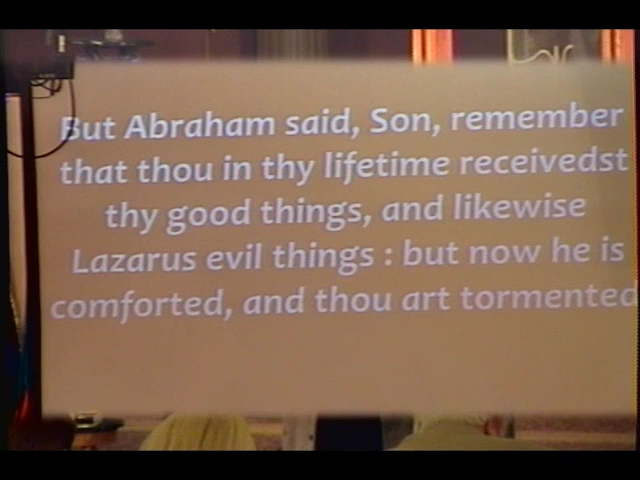 But Abraham said, Son, remember
that thou in thy lifetime receivedst
thy good things, and likewise
Lazarus evil things : but now he is
comforted, and thou art tormented